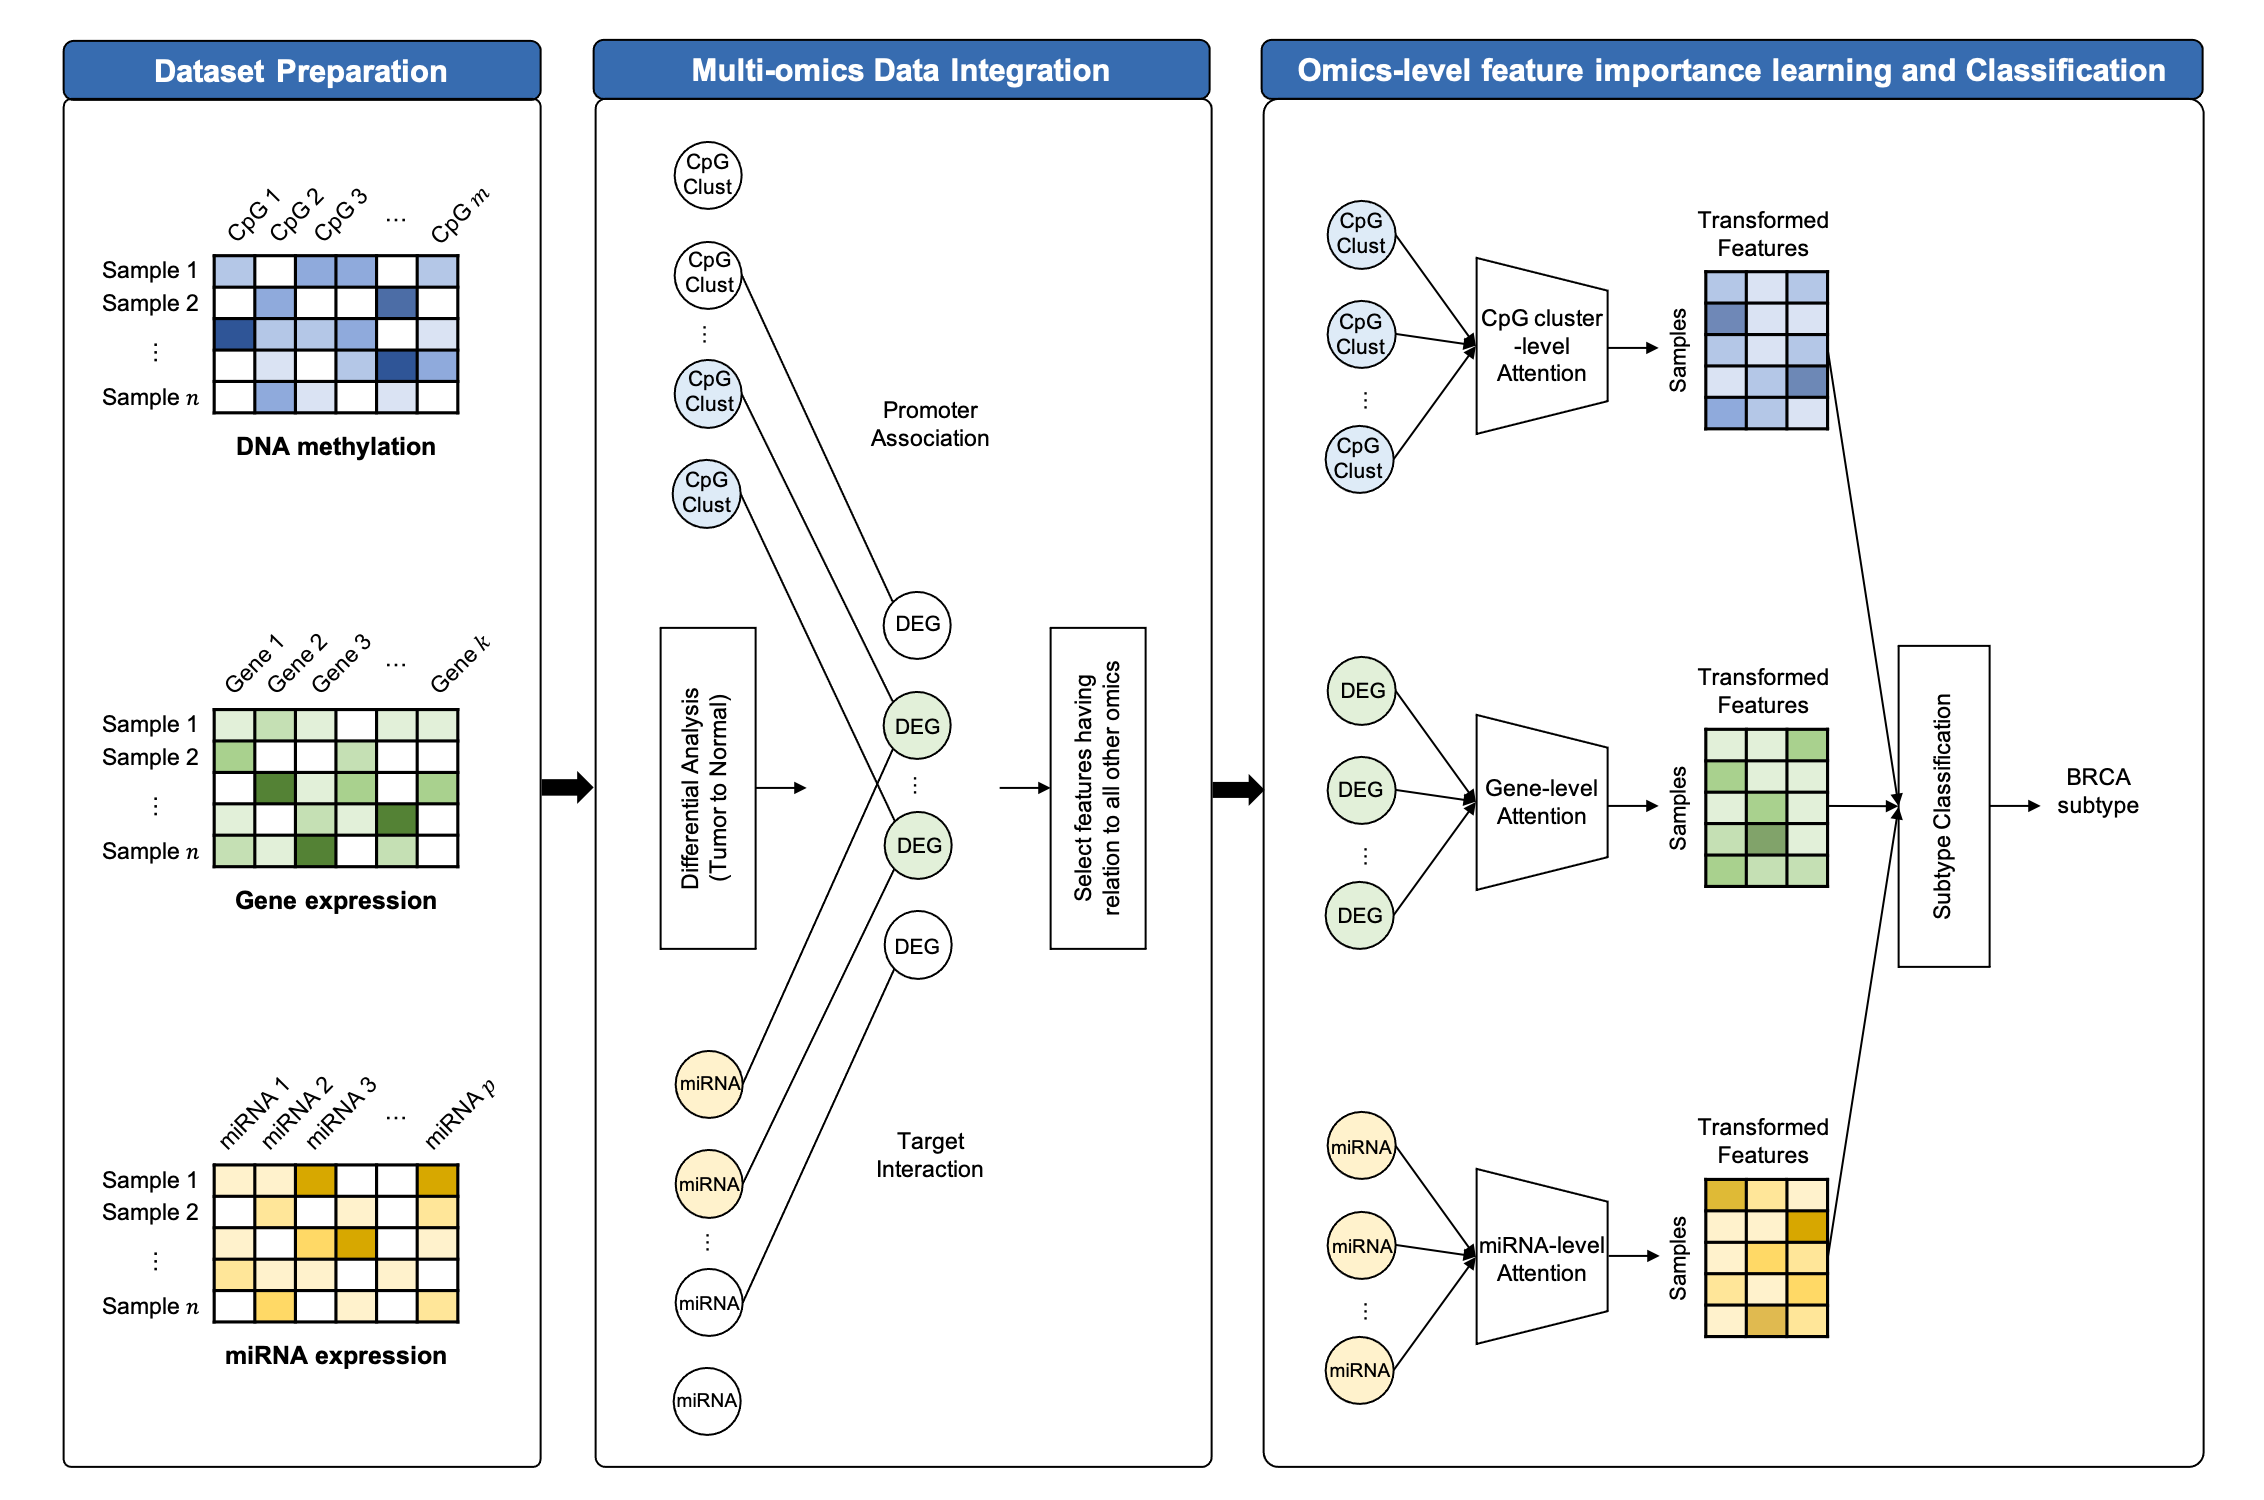 Dataset Preparation
CpG 1
CpG 2
CpG 3
...
CpG m
Sample 1
Sample 2
⋮
Sample n
DNA methylation
Gene 1
Gene 2
Gene 3
...
Gene k
Sample 1
Sample 2
⋮
Sample n
Gene expression
miRNA 1
miRNA 2
miRNA 3
...
miRNA p
Sample 1
Sample 2
⋮
Sample n
miRNA expression
Multi-omics Data Integration
CpG
Clust
CpG
Clust
⋮
CpG
Clust
CpG
Clust
Promoter
Association
Differential Analysis
(Tumor to Normal)
DEG
DEG
⋮
DEG
DEG
Select features having
relation to all other omics
miRNA
miRNA
⋮
miRNA
miRNA
Target
Interaction
Omics-level feature importance learning and Classification
CpG
Clust
CpG
Clust
⋮
CpG
Clust
CpG cluster
-level
Attention
Transformed
Features
Samples
DEG
DEG
⋮
DEG
Gene-level
Attention
Transformed
Features
Samples
miRNA
miRNA
⋮
miRNA
miRNA-level
Attention
Transformed
Features
Samples
Subtype Classification
BRCA
subtype